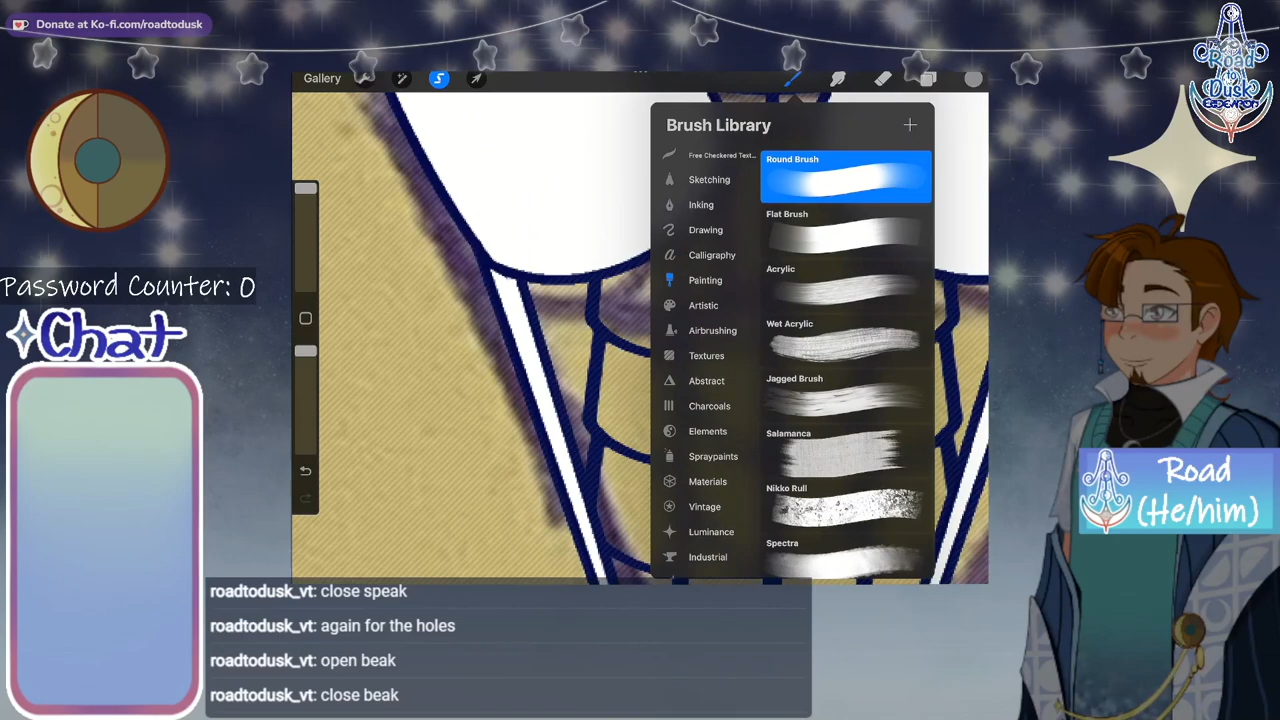 Donate at Ko-fi.com/roadtodusk
Road
to
Dusk
Gallery
Brush Library
Free Checkered Text...
Sketching
Inking
Drawing
Calligraphy
Painting
Artistic
Airbrushing
Textures
Abstract
Charcoals
Elements
Spraypaints
Materials
Vintage
Luminance
Industrial
Round Brush
Flat Brush
Acrylic
Wet Acrylic
Jagged Brush
Salamanca
Nikko Rull
Spectra
Password Counter: 0
Chat
Road
(He/him)
roadtodusk_vt: close speak
roadtodusk_vt: again for the holes
roadtodusk_vt: open beak
roadtodusk_vt: close beak